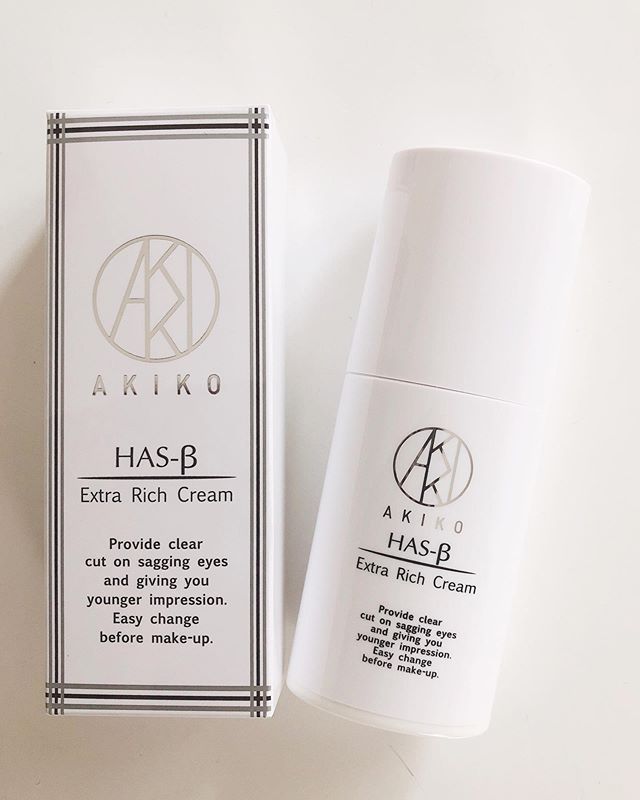 AKIKO
HAS-β
Extra Rich Cream
Provide clear
cut on sagging eyes
and giving you
younger impression.
Easy change
before make-up.
AKIKO
HAS-β
Extra Rich Cream
Provide clear
cut on sagging eyes
and giving you
younger impression.
Easy change
before make-up.